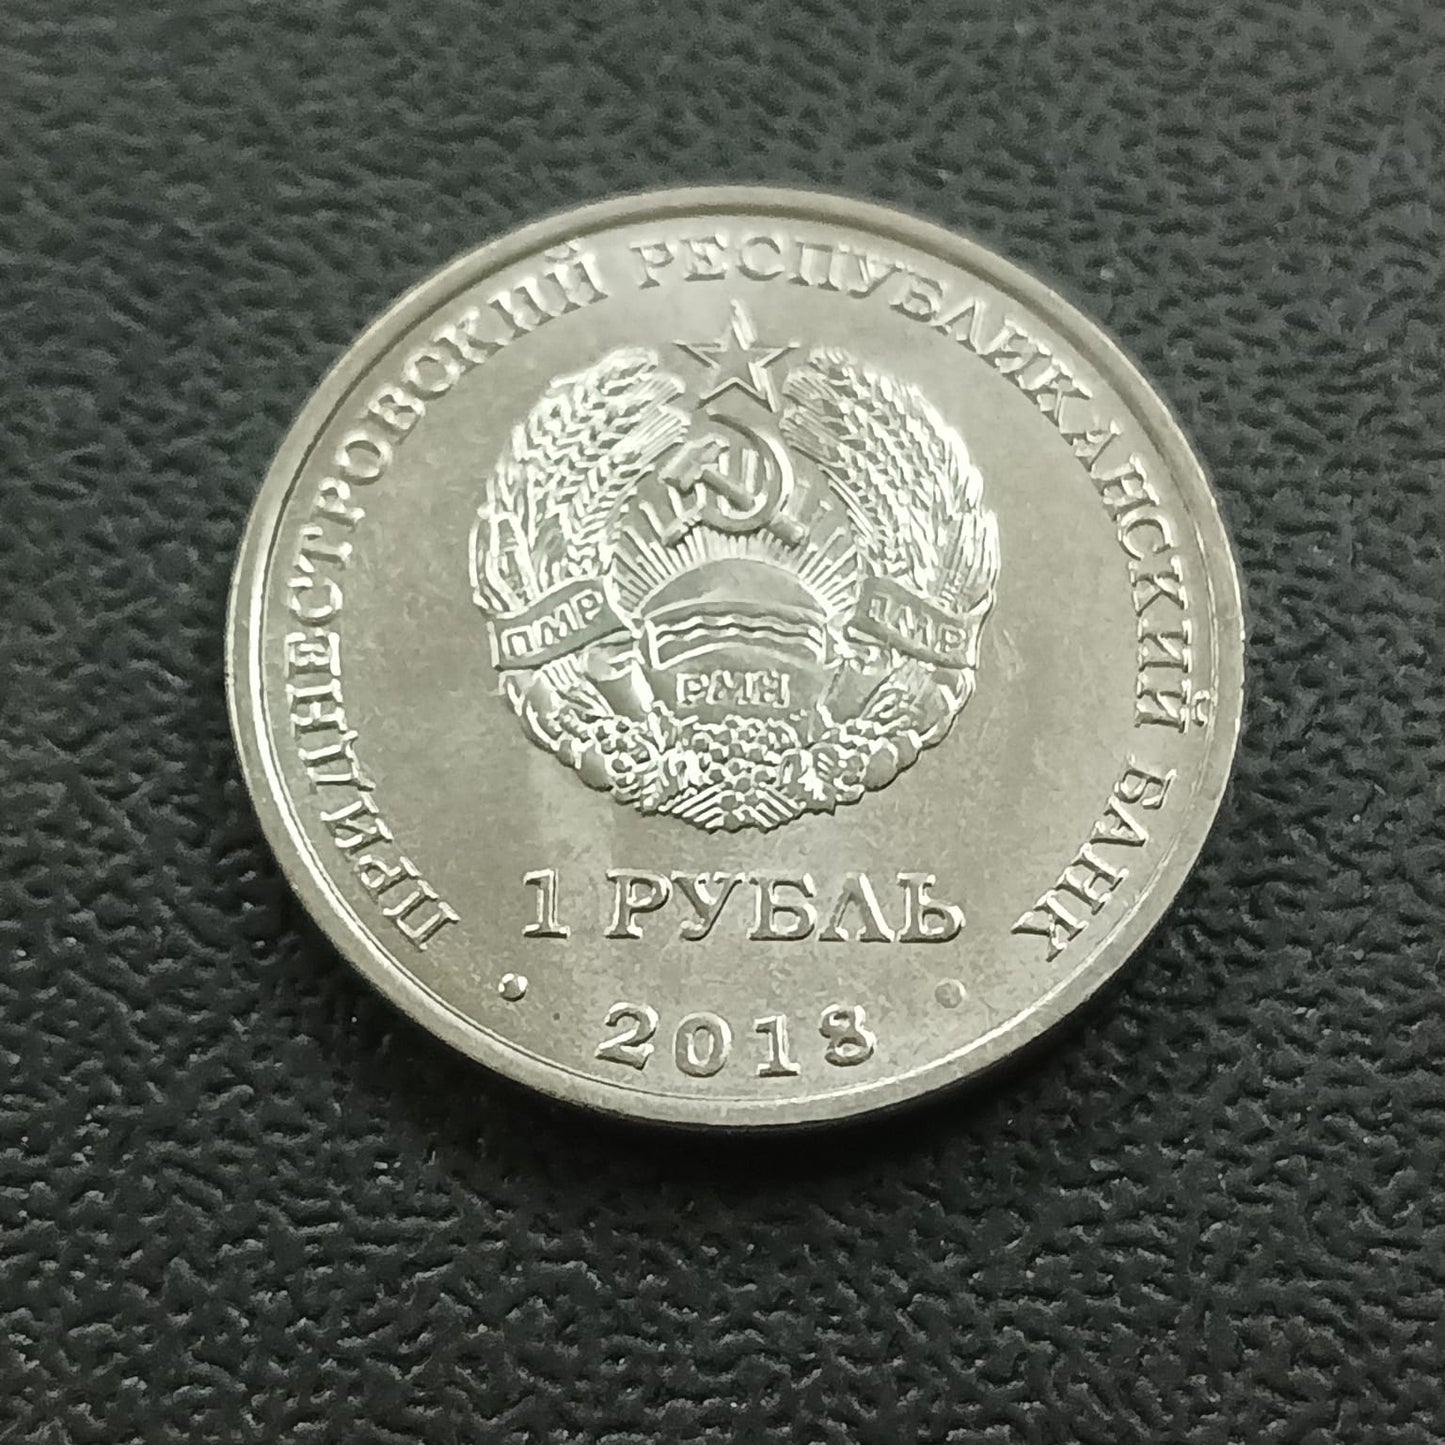 ПРИДНЕСТРОВСКИЙ РЕСПУБЛИКАНСКИЙ БАНК
ПМР ПМР
РМН
1 РУБЛЬ
• 2018 •